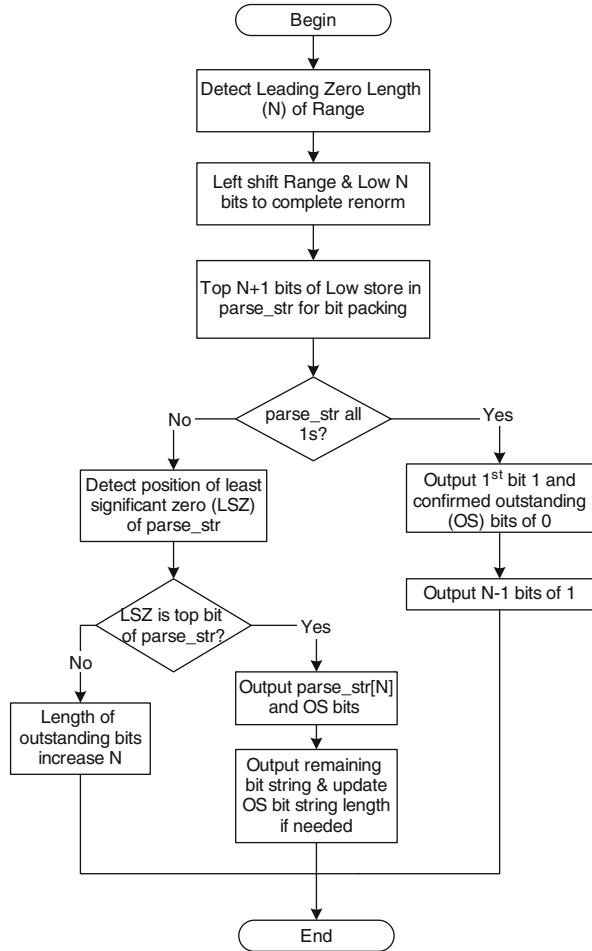 Begin
Detect Leading Zero Length
(N) of Range
Left shift Range & Low N
bits to complete renorm
Top N+1 bits of Low store in
parse_str for bit packing
parse_str all
1s?
No
Yes
Detect position of least
significant zero (LSZ)
of parse_str
Output 1st bit 1 and
confirmed outstanding
(OS) bits of 0
Output N-1 bits of 1
LSZ is top bit
of parse_str?
No
Yes
Length of
outstanding bits
increase N
Output parse_str[N]
and OS bits
Output remaining
bit string & update
OS bit string length
if needed
End